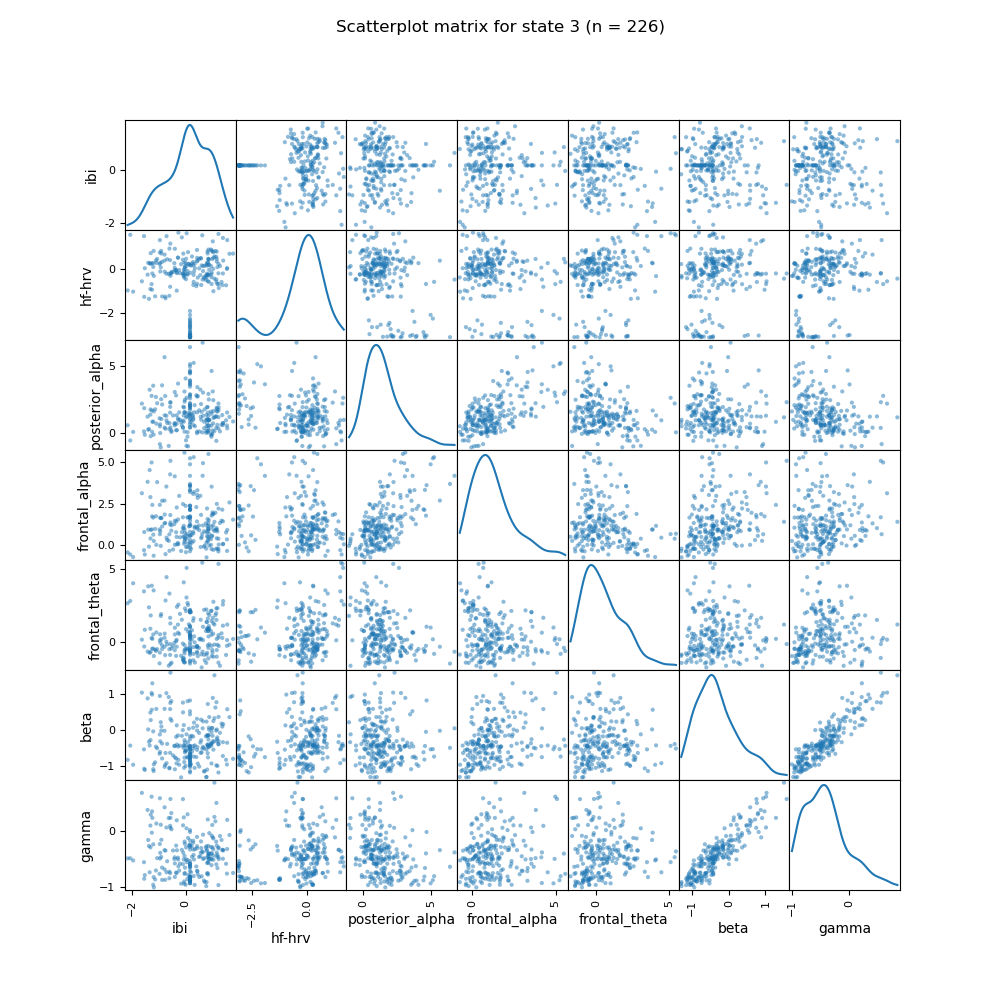 Scatterplot matrix for state 3 (n = 226)
ibi
0
-2
hf-hrv
0
−2
posterior_alpha
5
0
frontal_alpha
5.0
2.5
0.0
frontal_theta
5
0
beta
1
0
−1
gamma
0
−1
−2
0
−2.5
0.0
0
5
0
5
0
5
−1
0
1
−1
0
ibi
hf-hrv
posterior_alpha
frontal_alpha
frontal_theta
beta
gamma